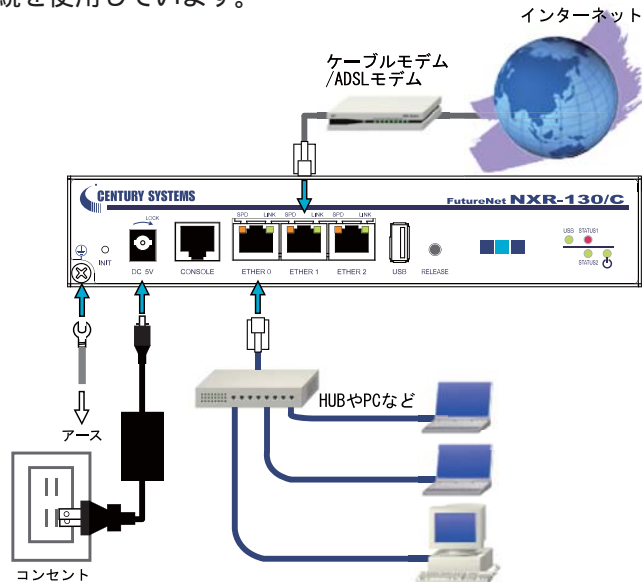 続を使用しています。
インターネット
ケーブルモデム
/ADSLモデム
CENTURY SYSTEMS
FutureNet NXR-130/C
LOCK
SPD LINK SPD LINK SPD LINK
USB STATUS1
STATUS2
INIT
DC 5V CONSOLE ETHER 0 ETHER 1 ETHER 2 USB RELEASE
HUBやPCなど
アース
コンセント